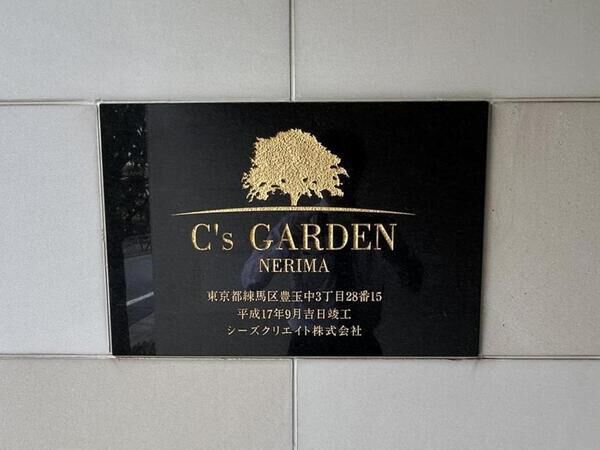 C's GARDEN
NERIMA
東京都練馬区豊玉中3丁目28番15
平成17年9月吉日竣工
シーズクリエイト株式会社